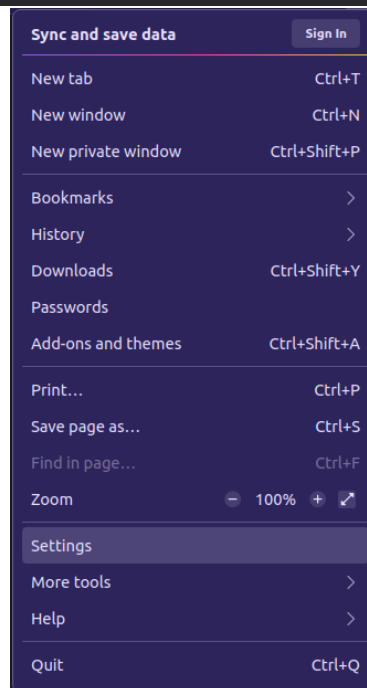 Sync and save data Sign In
New tab Ctrl+T
New window Ctrl+N
New private window Ctrl+Shift+P
Bookmarks
History
Downloads Ctrl+Shift+Y
Passwords
Add-ons and themes Ctrl+Shift+A
Print… Ctrl+P
Save page as… Ctrl+S
Find in page… Ctrl+F
Zoom − 100% +
Settings
More tools
Help
Quit Ctrl+Q